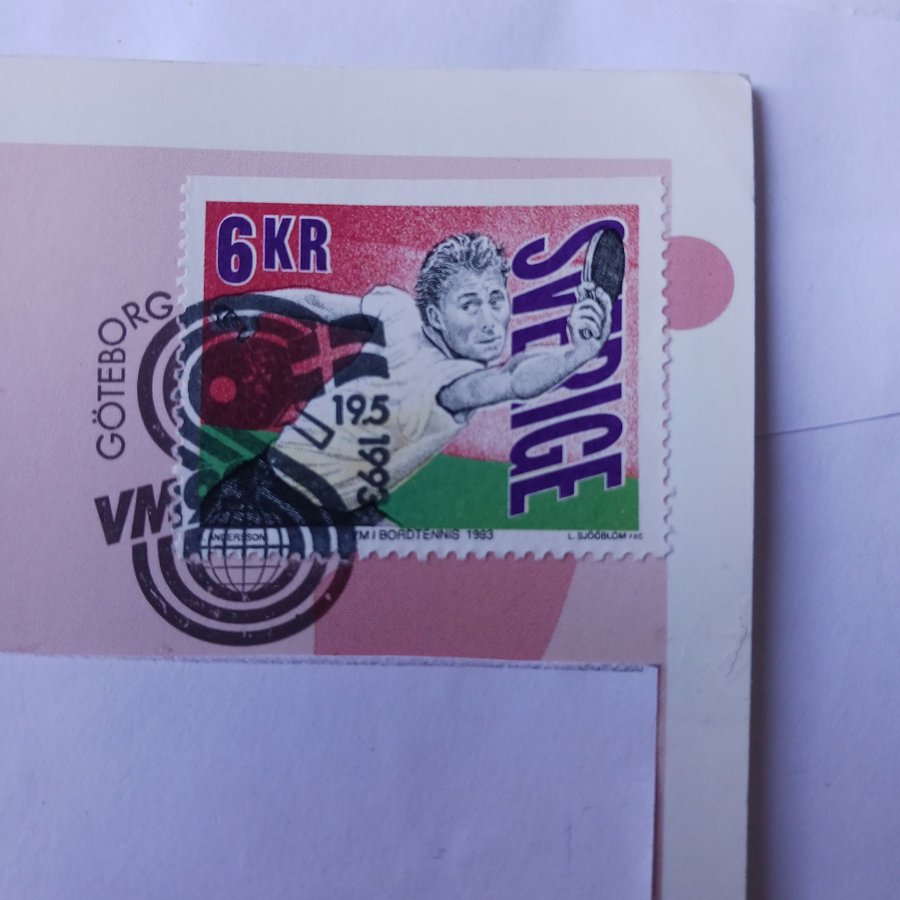 6 KR
SVERIGE
GÖTEBORG
19.5
1993
VM
ANDERSSON
VM I BORDTENNIS 1993
L. SJÖÖBLOM